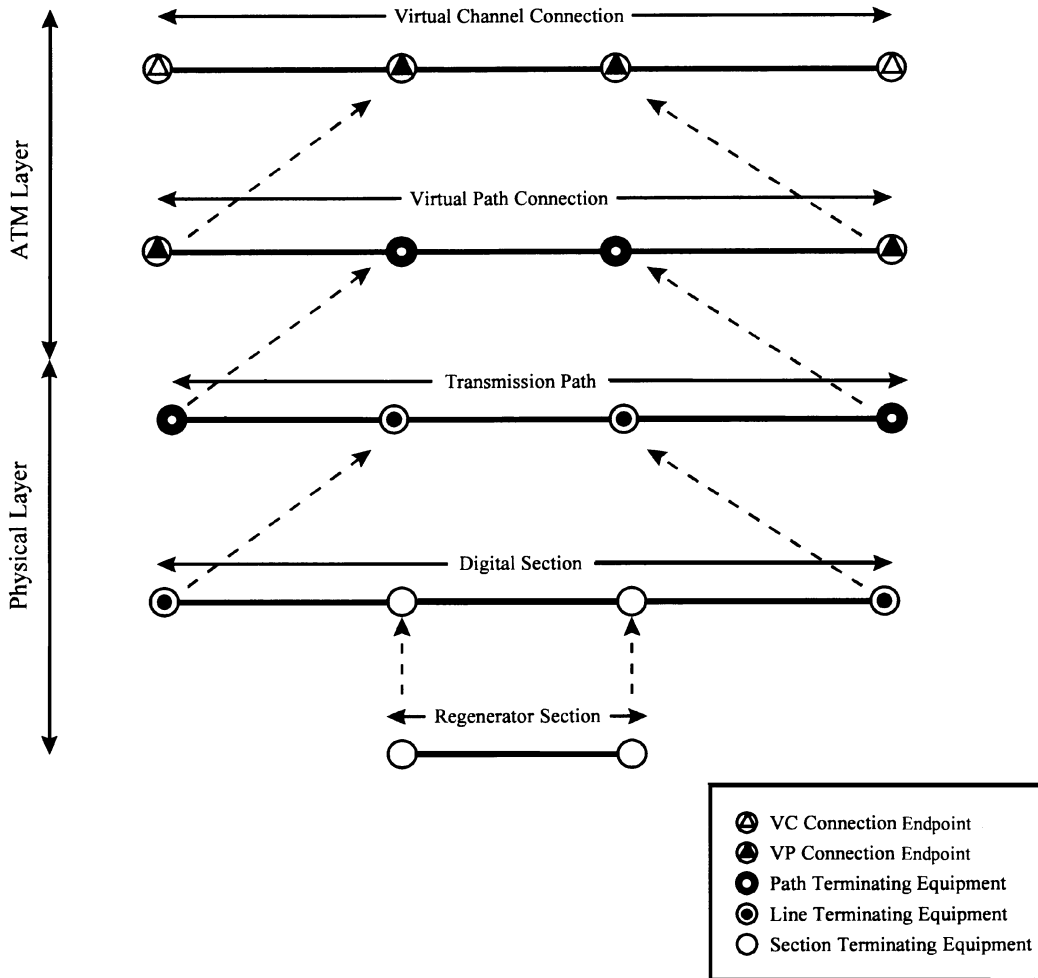 Virtual Channel Connection
ATM Layer
Virtual Path Connection
Transmission Path
Physical Layer
Digital Section
Regenerator Section
VC Connection Endpoint
VP Connection Endpoint
Path Terminating Equipment
Line Terminating Equipment
Section Terminating Equipment